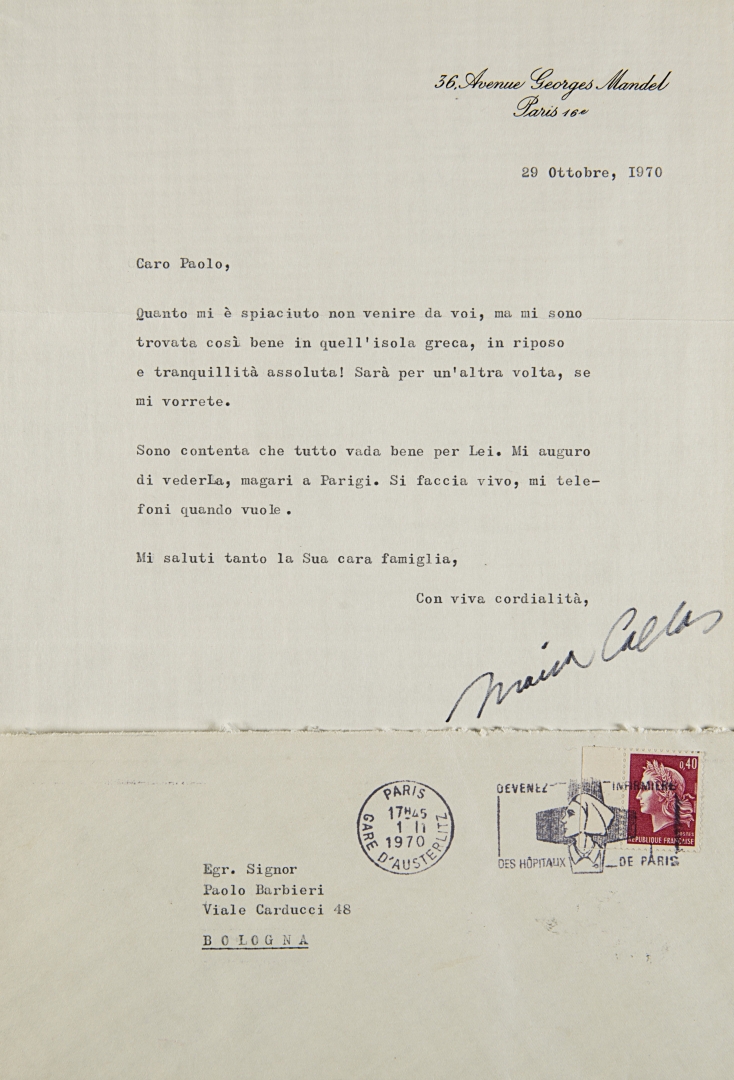 36, Avenue Georges Mandel
Paris 16e
29 Ottobre, 1970
Caro Paolo,
Quanto mi è spiaciuto non venire da voi, ma mi sono
trovata così bene in quell'isola greca, in riposo
e tranquillità assoluta! Sarà per un'altra volta, se
mi vorrete.
Sono contenta che tutto vada bene per Lei. Mi auguro
di vederLa, magari a Parigi. Si faccia vivo, mi tele-
foni quando vuole.
Mi saluti tanto la Sua cara famiglia,
Con viva cordialità,
Maria Callas
PARIS
17H45
1 11
1970
GARE D'AUSTERLITZ
DEVENEZ INFIRMIÈRE
DES HÔPITAUX DE PARIS
0,40
REPUBLIQUE FRANÇAISE
Egr. Signor
Paolo Barbieri
Viale Carducci 48
BOLOGNA